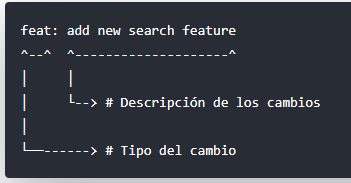 feat: add new search feature
^--^  ^--------------------^
│     │
│     └--> # Descripción de los cambios
│
└──------> # Tipo del cambio